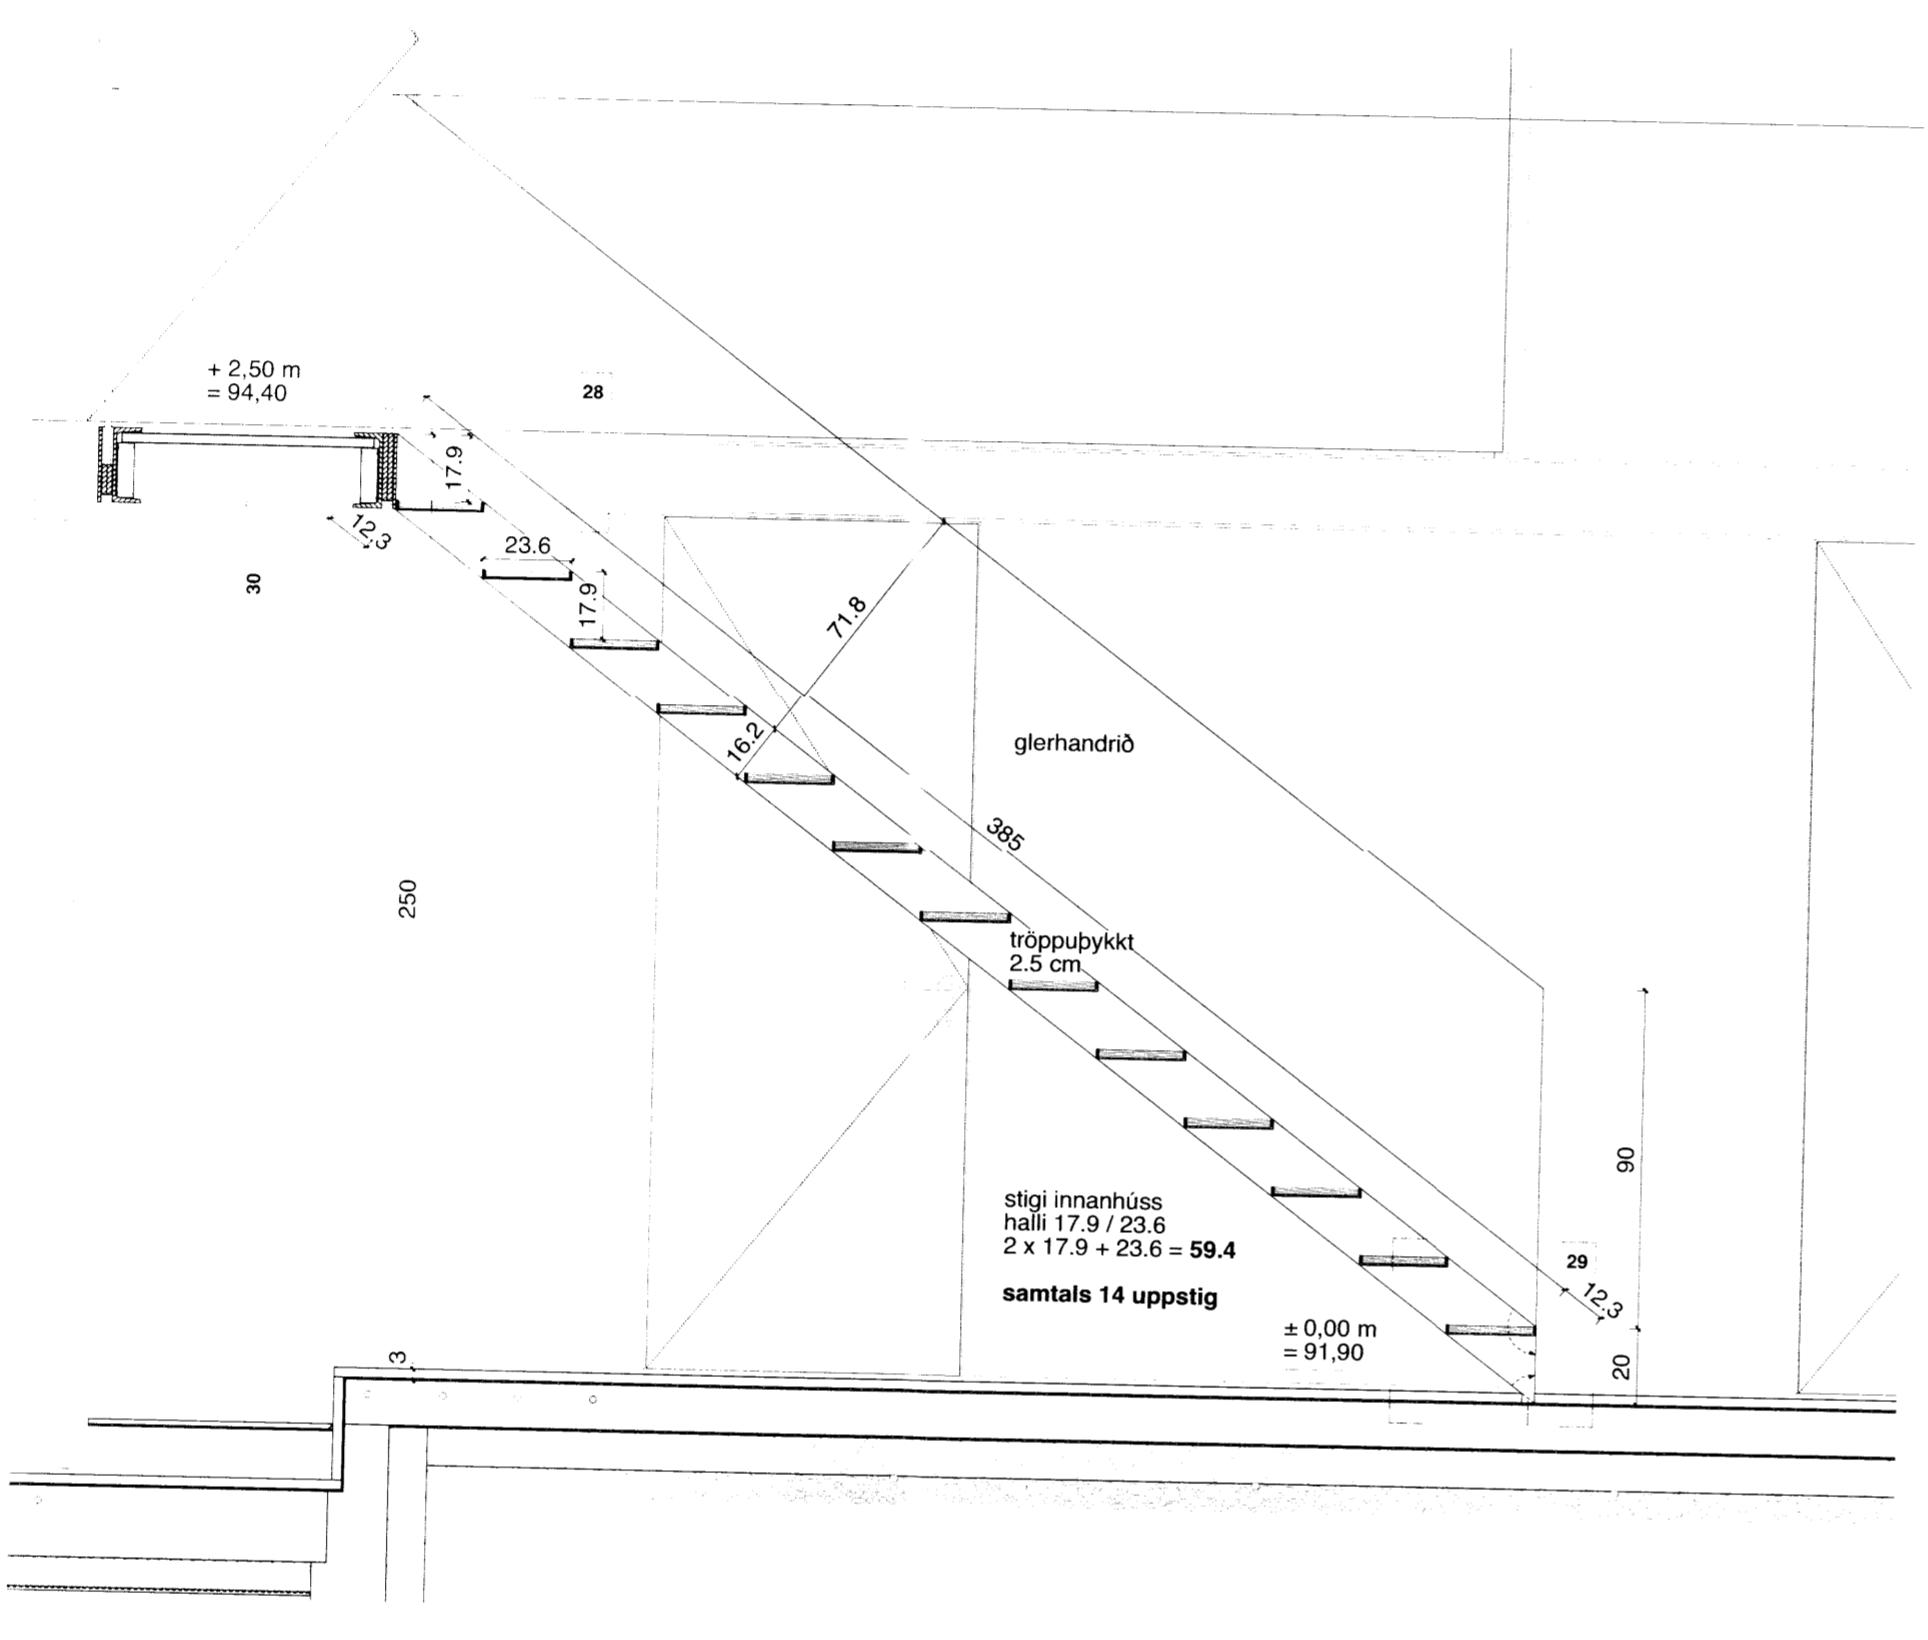 + 2,50 m
= 94,40
28
17.9
12.3
23.6
30
17.9
71.8
16.2
glerhandrið
385
250
tröppuþykkt
2.5 cm
90
stigi innanhúss
halli 17.9 / 23.6
2 x 17.9 + 23.6 = 59.4
samtals 14 uppstig
29
12.3
± 0,00 m
= 91,90
3
20